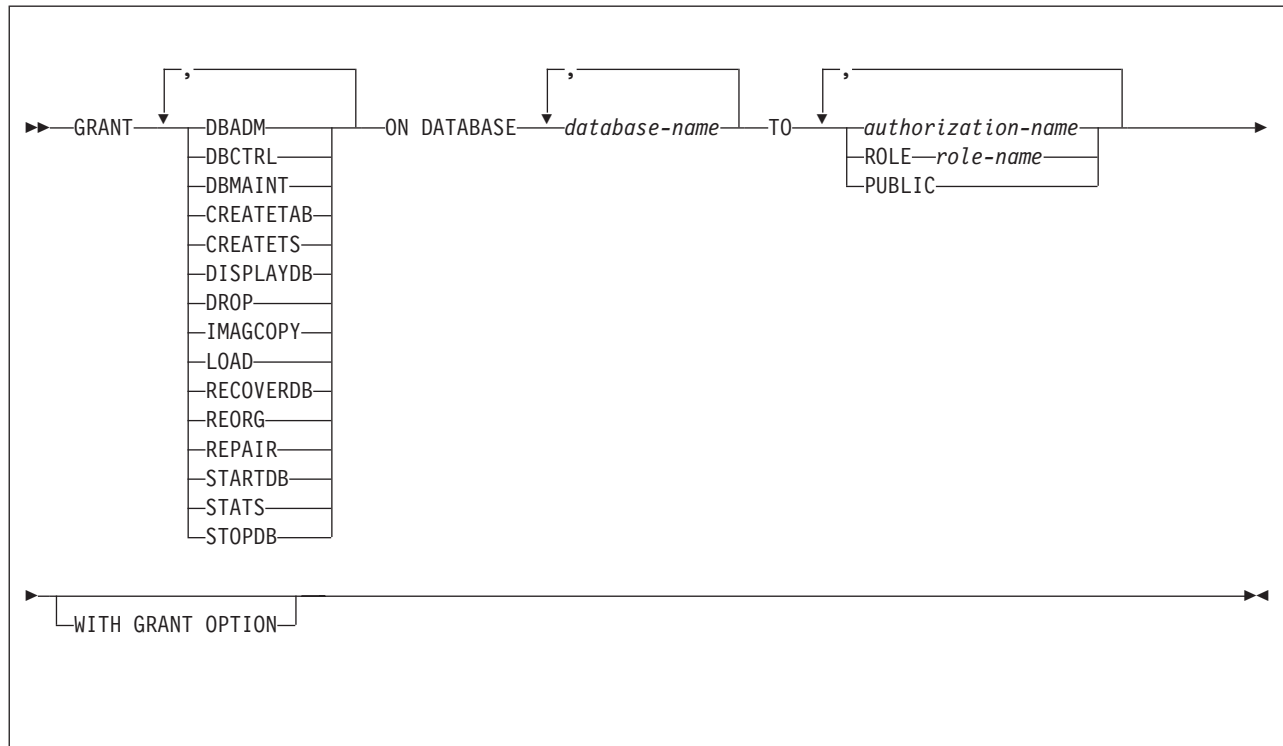 , , ,
GRANT DBADM ON DATABASE database-name TO authorization-name
DBCTRL ROLE role-name
DBMAINT PUBLIC
CREATETAB
CREATETS
DISPLAYDB
DROP
IMAGCOPY
LOAD
RECOVERDB
REORG
REPAIR
STARTDB
STATS
STOPDB
WITH GRANT OPTION